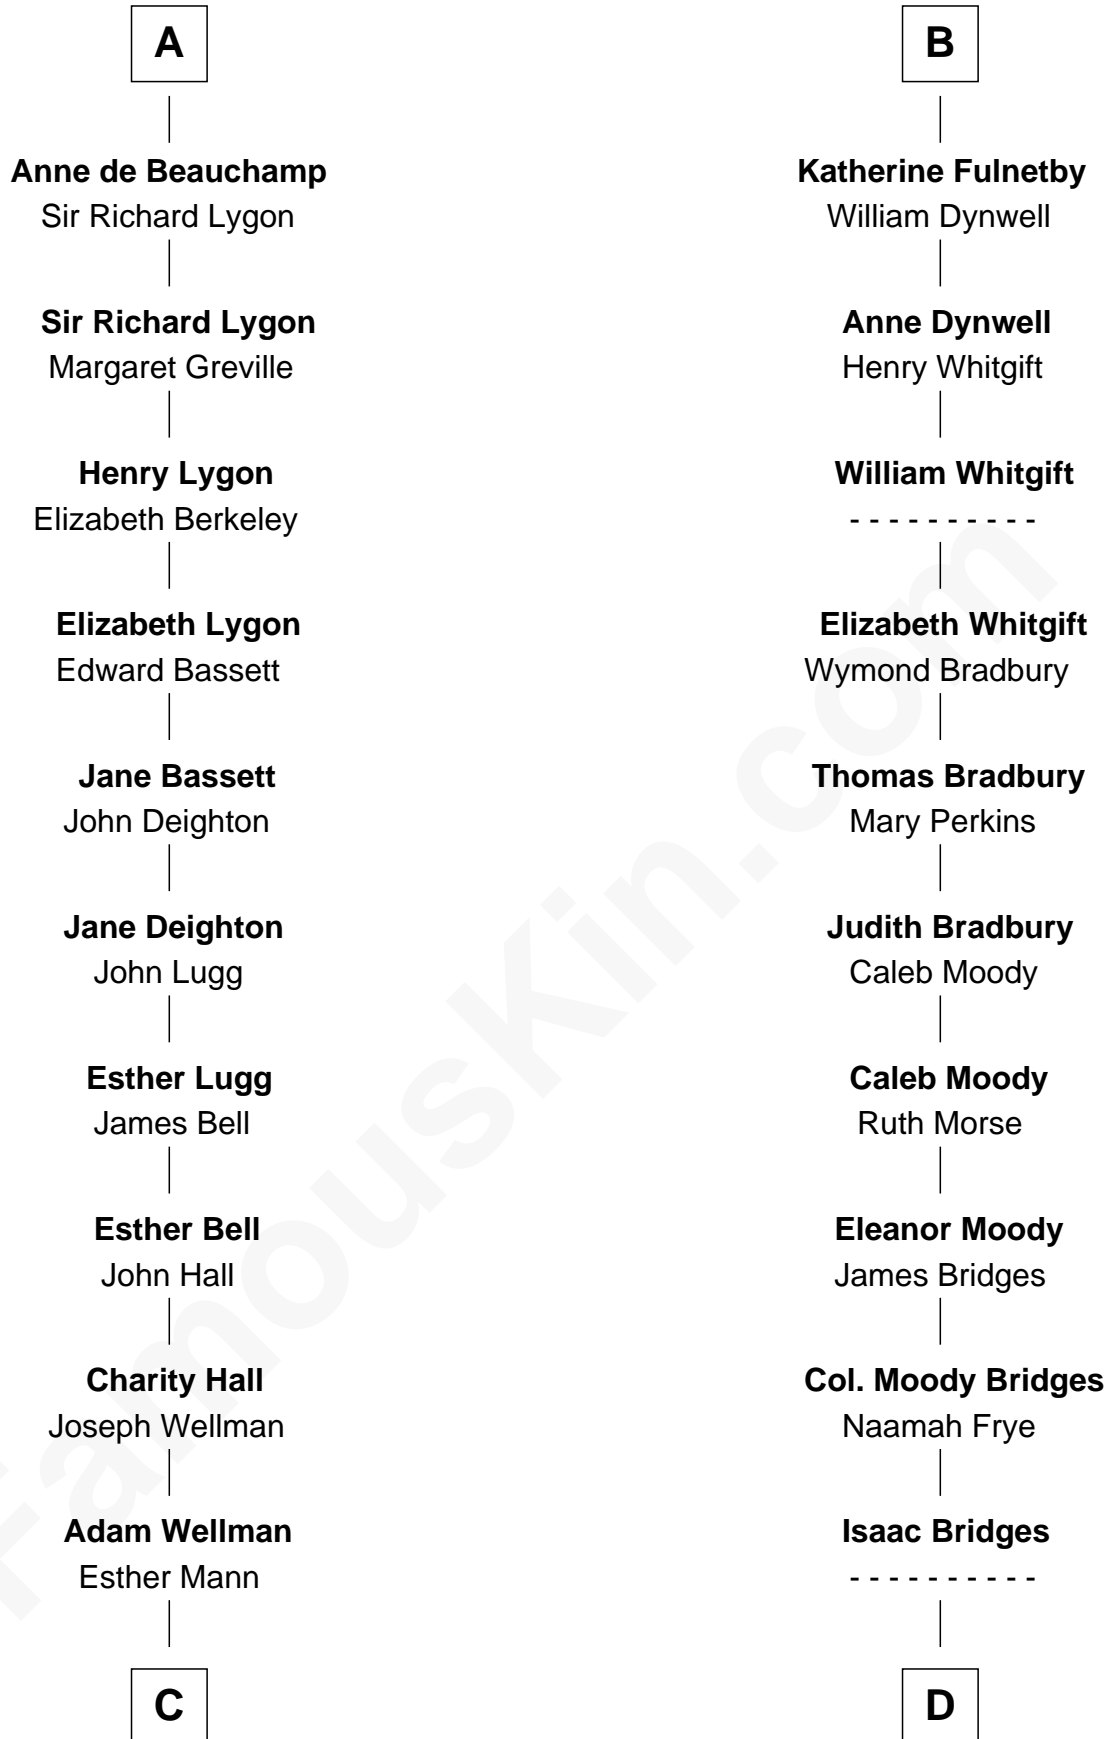 A
Anne de Beauchamp
Sir Richard Lygon
Sir Richard Lygon
Margaret Greville
Henry Lygon
Elizabeth Berkeley
Elizabeth Lygon
Edward Bassett
Jane Bassett
John Deighton
Jane Deighton
John Lugg
Esther Lugg
James Bell
Esther Bell
John Hall
Charity Hall
Joseph Wellman
Adam Wellman
Esther Mann
C
B
Katherine Fulnetby
William Dynwell
Anne Dynwell
Henry Whitgift
William Whitgift
- - - - - - - - - -
Elizabeth Whitgift
Wymond Bradbury
Thomas Bradbury
Mary Perkins
Judith Bradbury
Caleb Moody
Caleb Moody
Ruth Morse
Eleanor Moody
James Bridges
Col. Moody Bridges
Naamah Frye
Isaac Bridges
- - - - - - - - - -
D
FamousKin.com